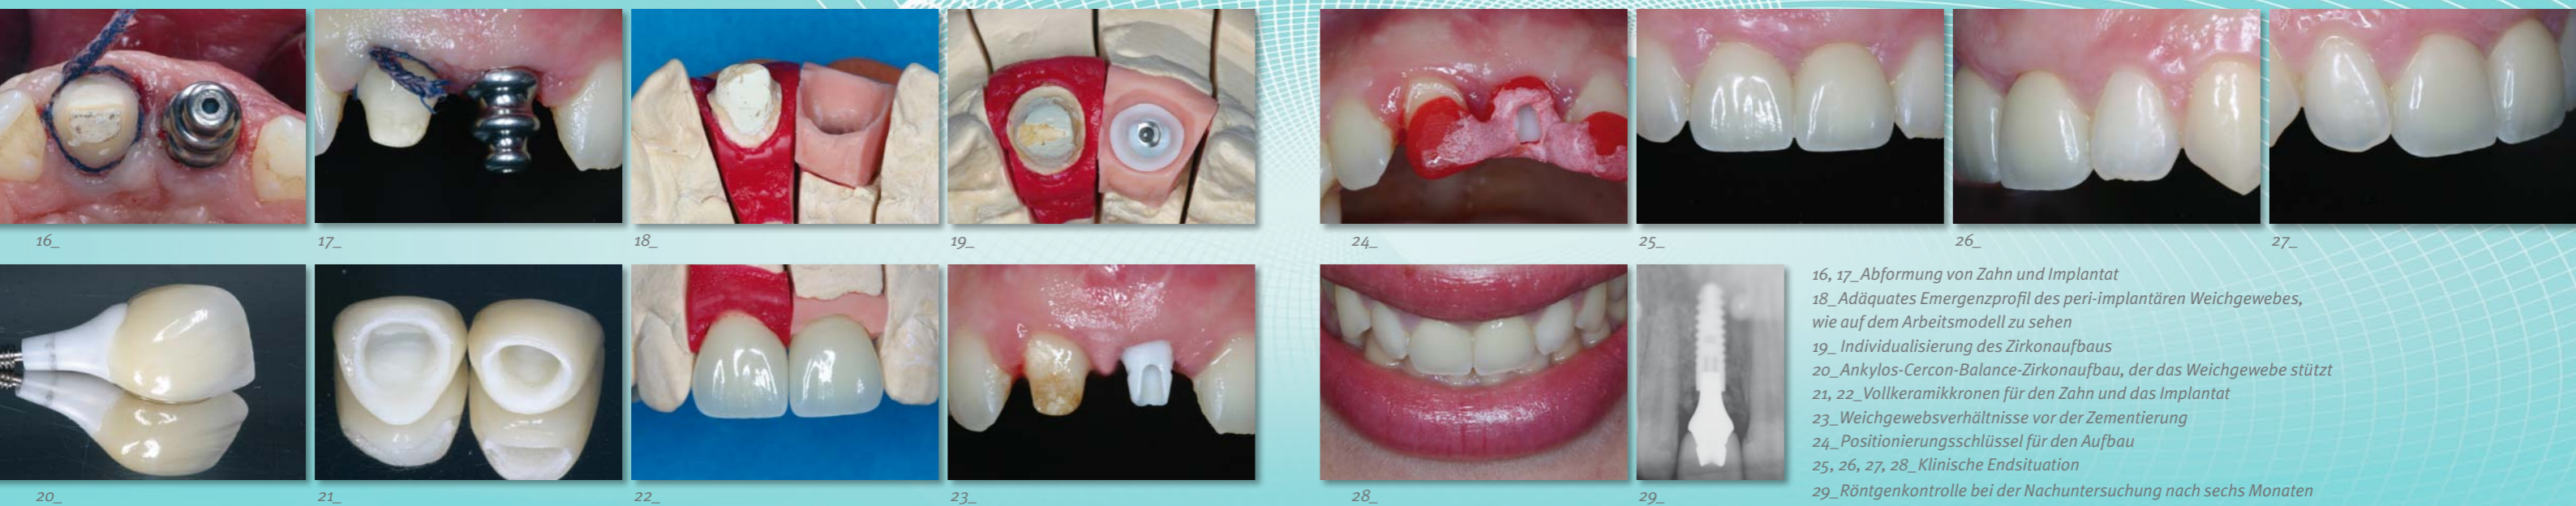 16_
17_
18_
19_
24_
25_
26_
27_
20_
21_
22_
23_
28_
29_
16, 17_Abformung von Zahn und Implantat
18_Adäquates Emergenzprofil des peri-implantären Weichgewebes,
wie auf dem Arbeitsmodell zu sehen
19_ Individualisierung des Zirkonaufbaus
20_Ankylos-Cercon-Balance-Zirkonaufbau, der das Weichgewebe stützt
21, 22_Vollkeramikkronen für den Zahn und das Implantat
23_Weichgewebsverhältnisse vor der Zementierung
24_Positionierungsschlüssel für den Aufbau
25, 26, 27, 28_Klinische Endsituation
29_Röntgenkontrolle bei der Nachuntersuchung nach sechs Monaten